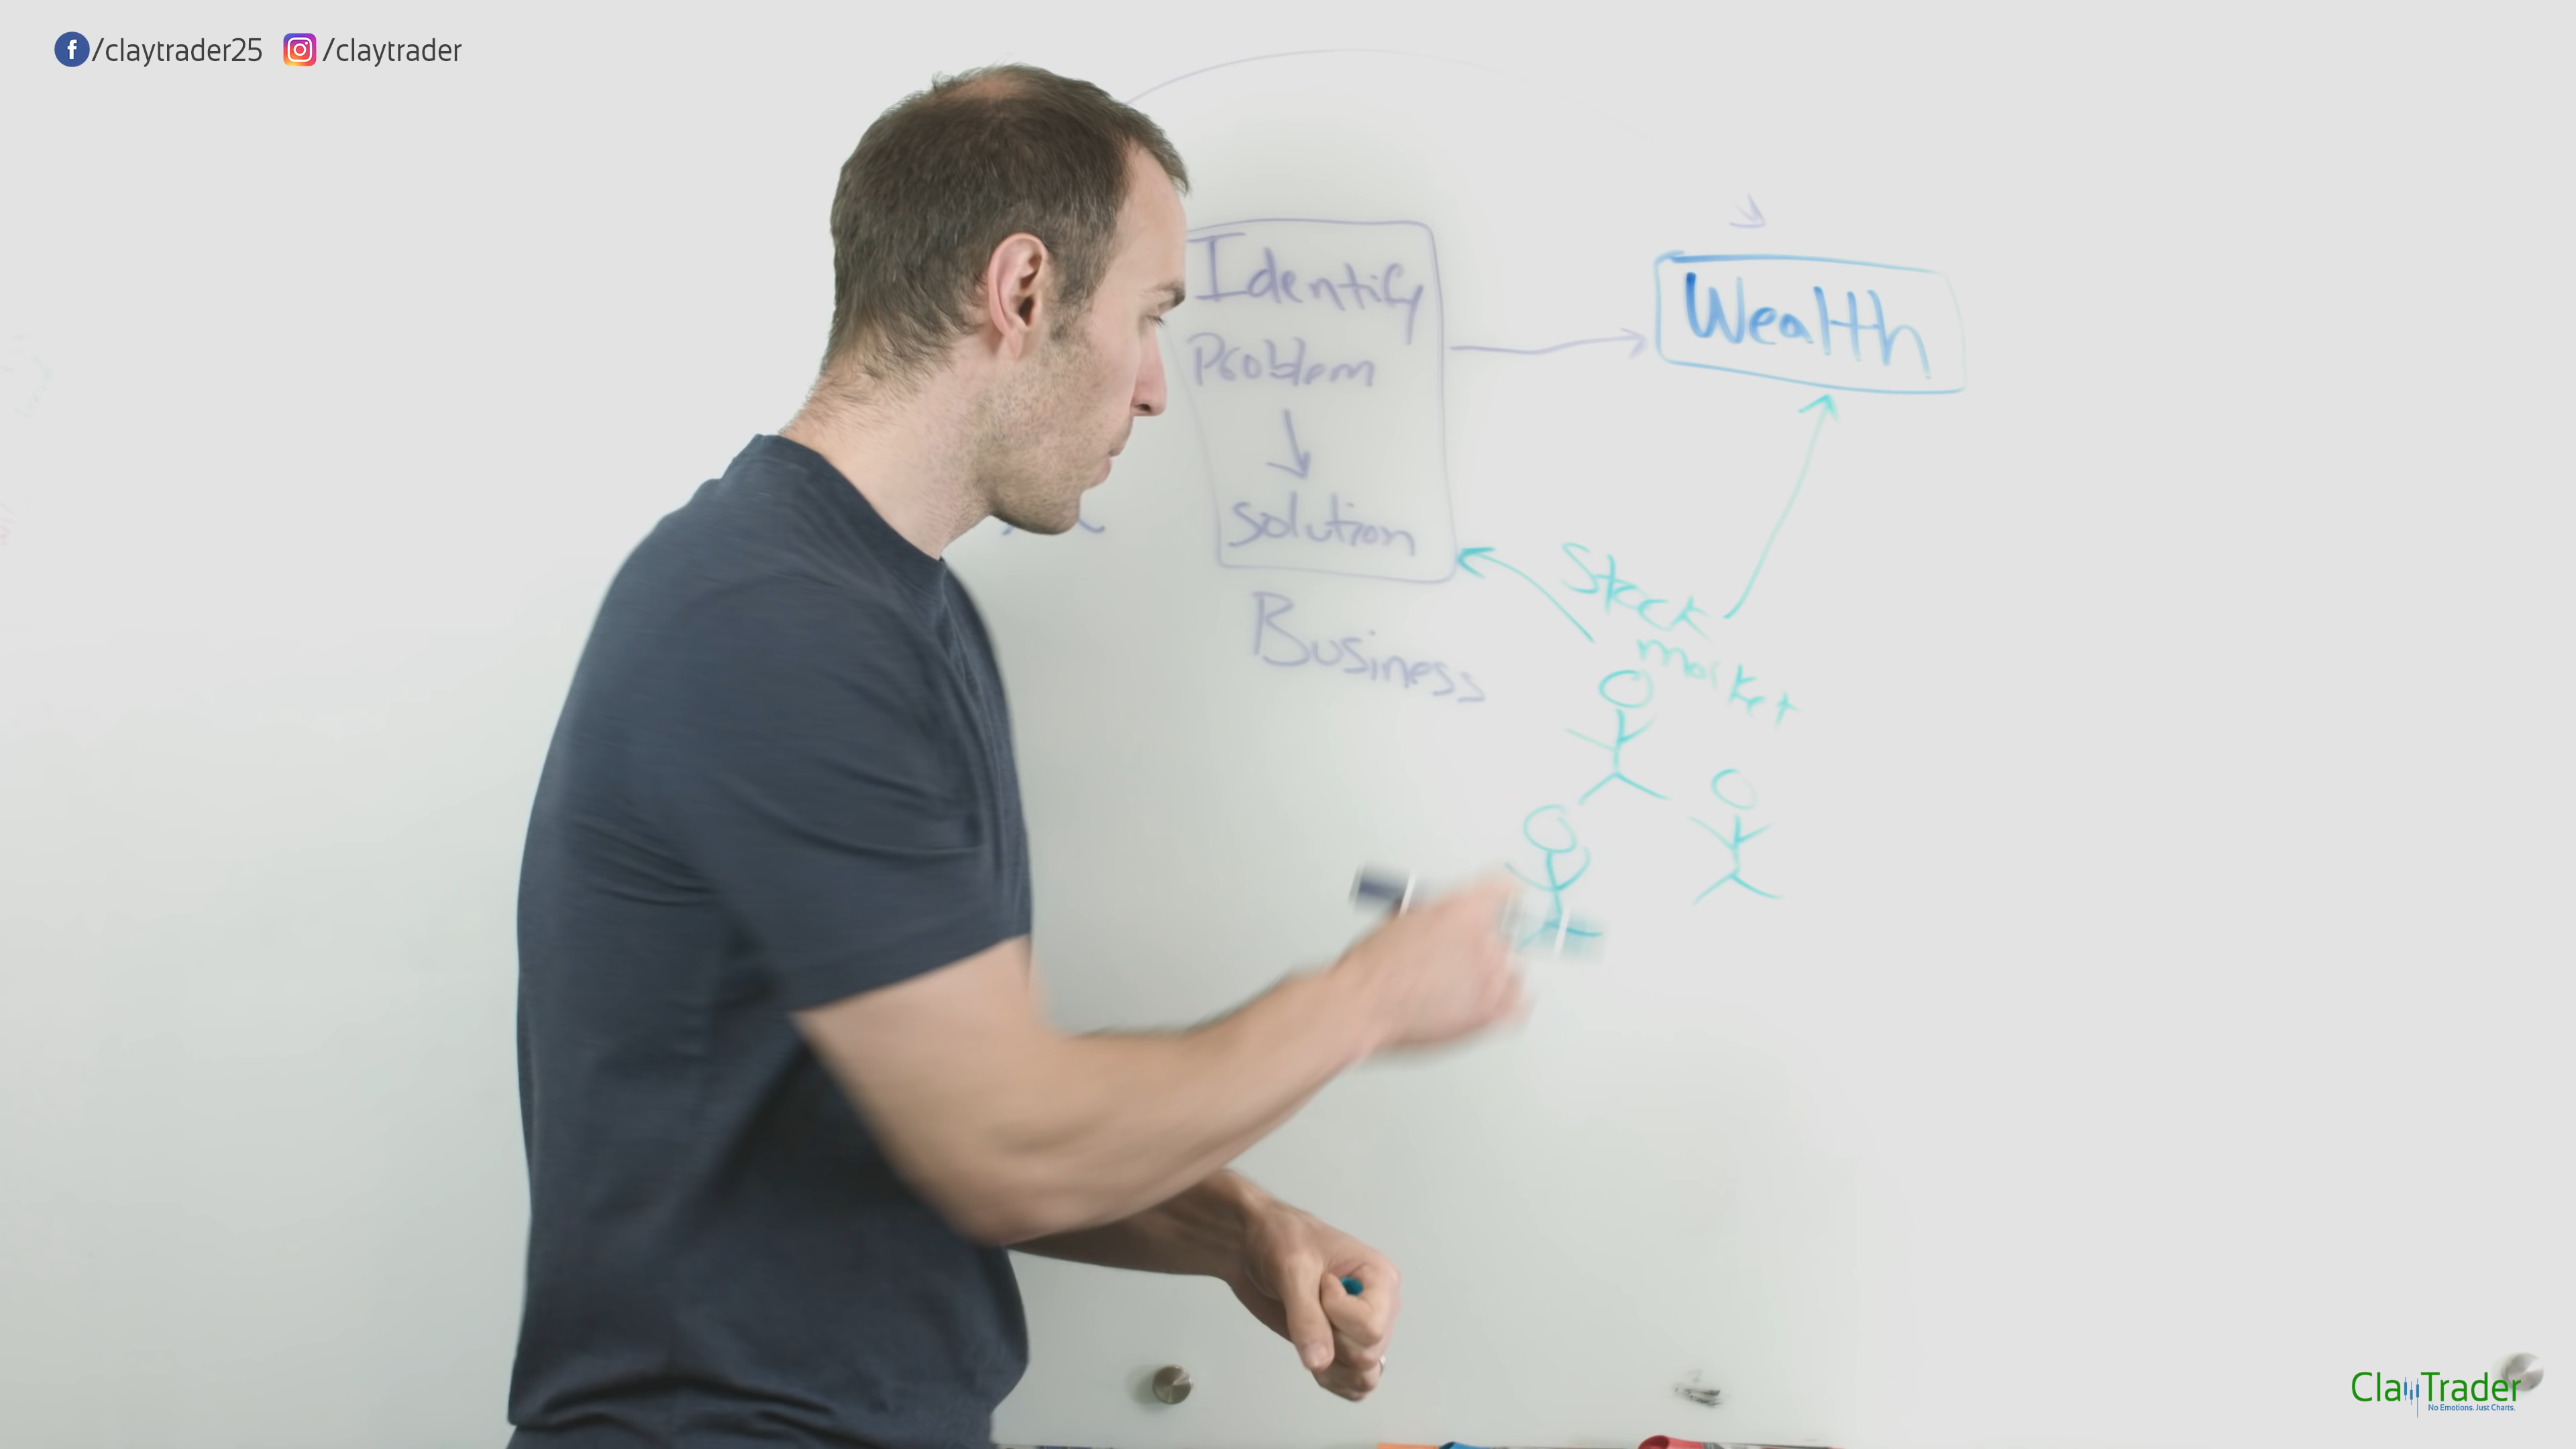 /claytrader25 /claytrader
Identify
Problem
Solution
Business
Wealth
Stock
market
ClayTrader
No Emotions. Just Charts.